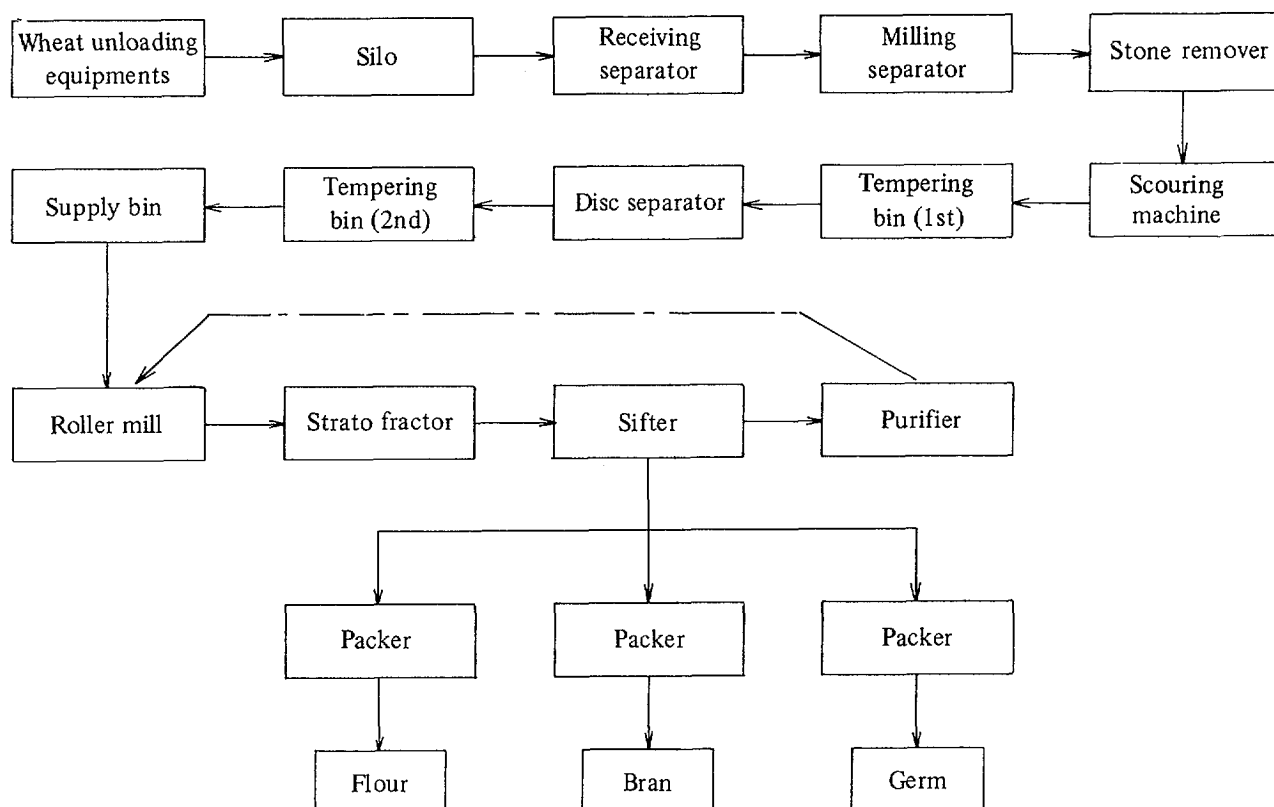 Wheat unloading
equipments
Silo
Receiving
separator
Milling
separator
Stone remover
Supply bin
Tempering
bin (2nd)
Disc separator
Tempering
bin (1st)
Scouring
machine
Roller mill
Strato fractor
Sifter
Purifier
Packer
Packer
Packer
Flour
Bran
Germ